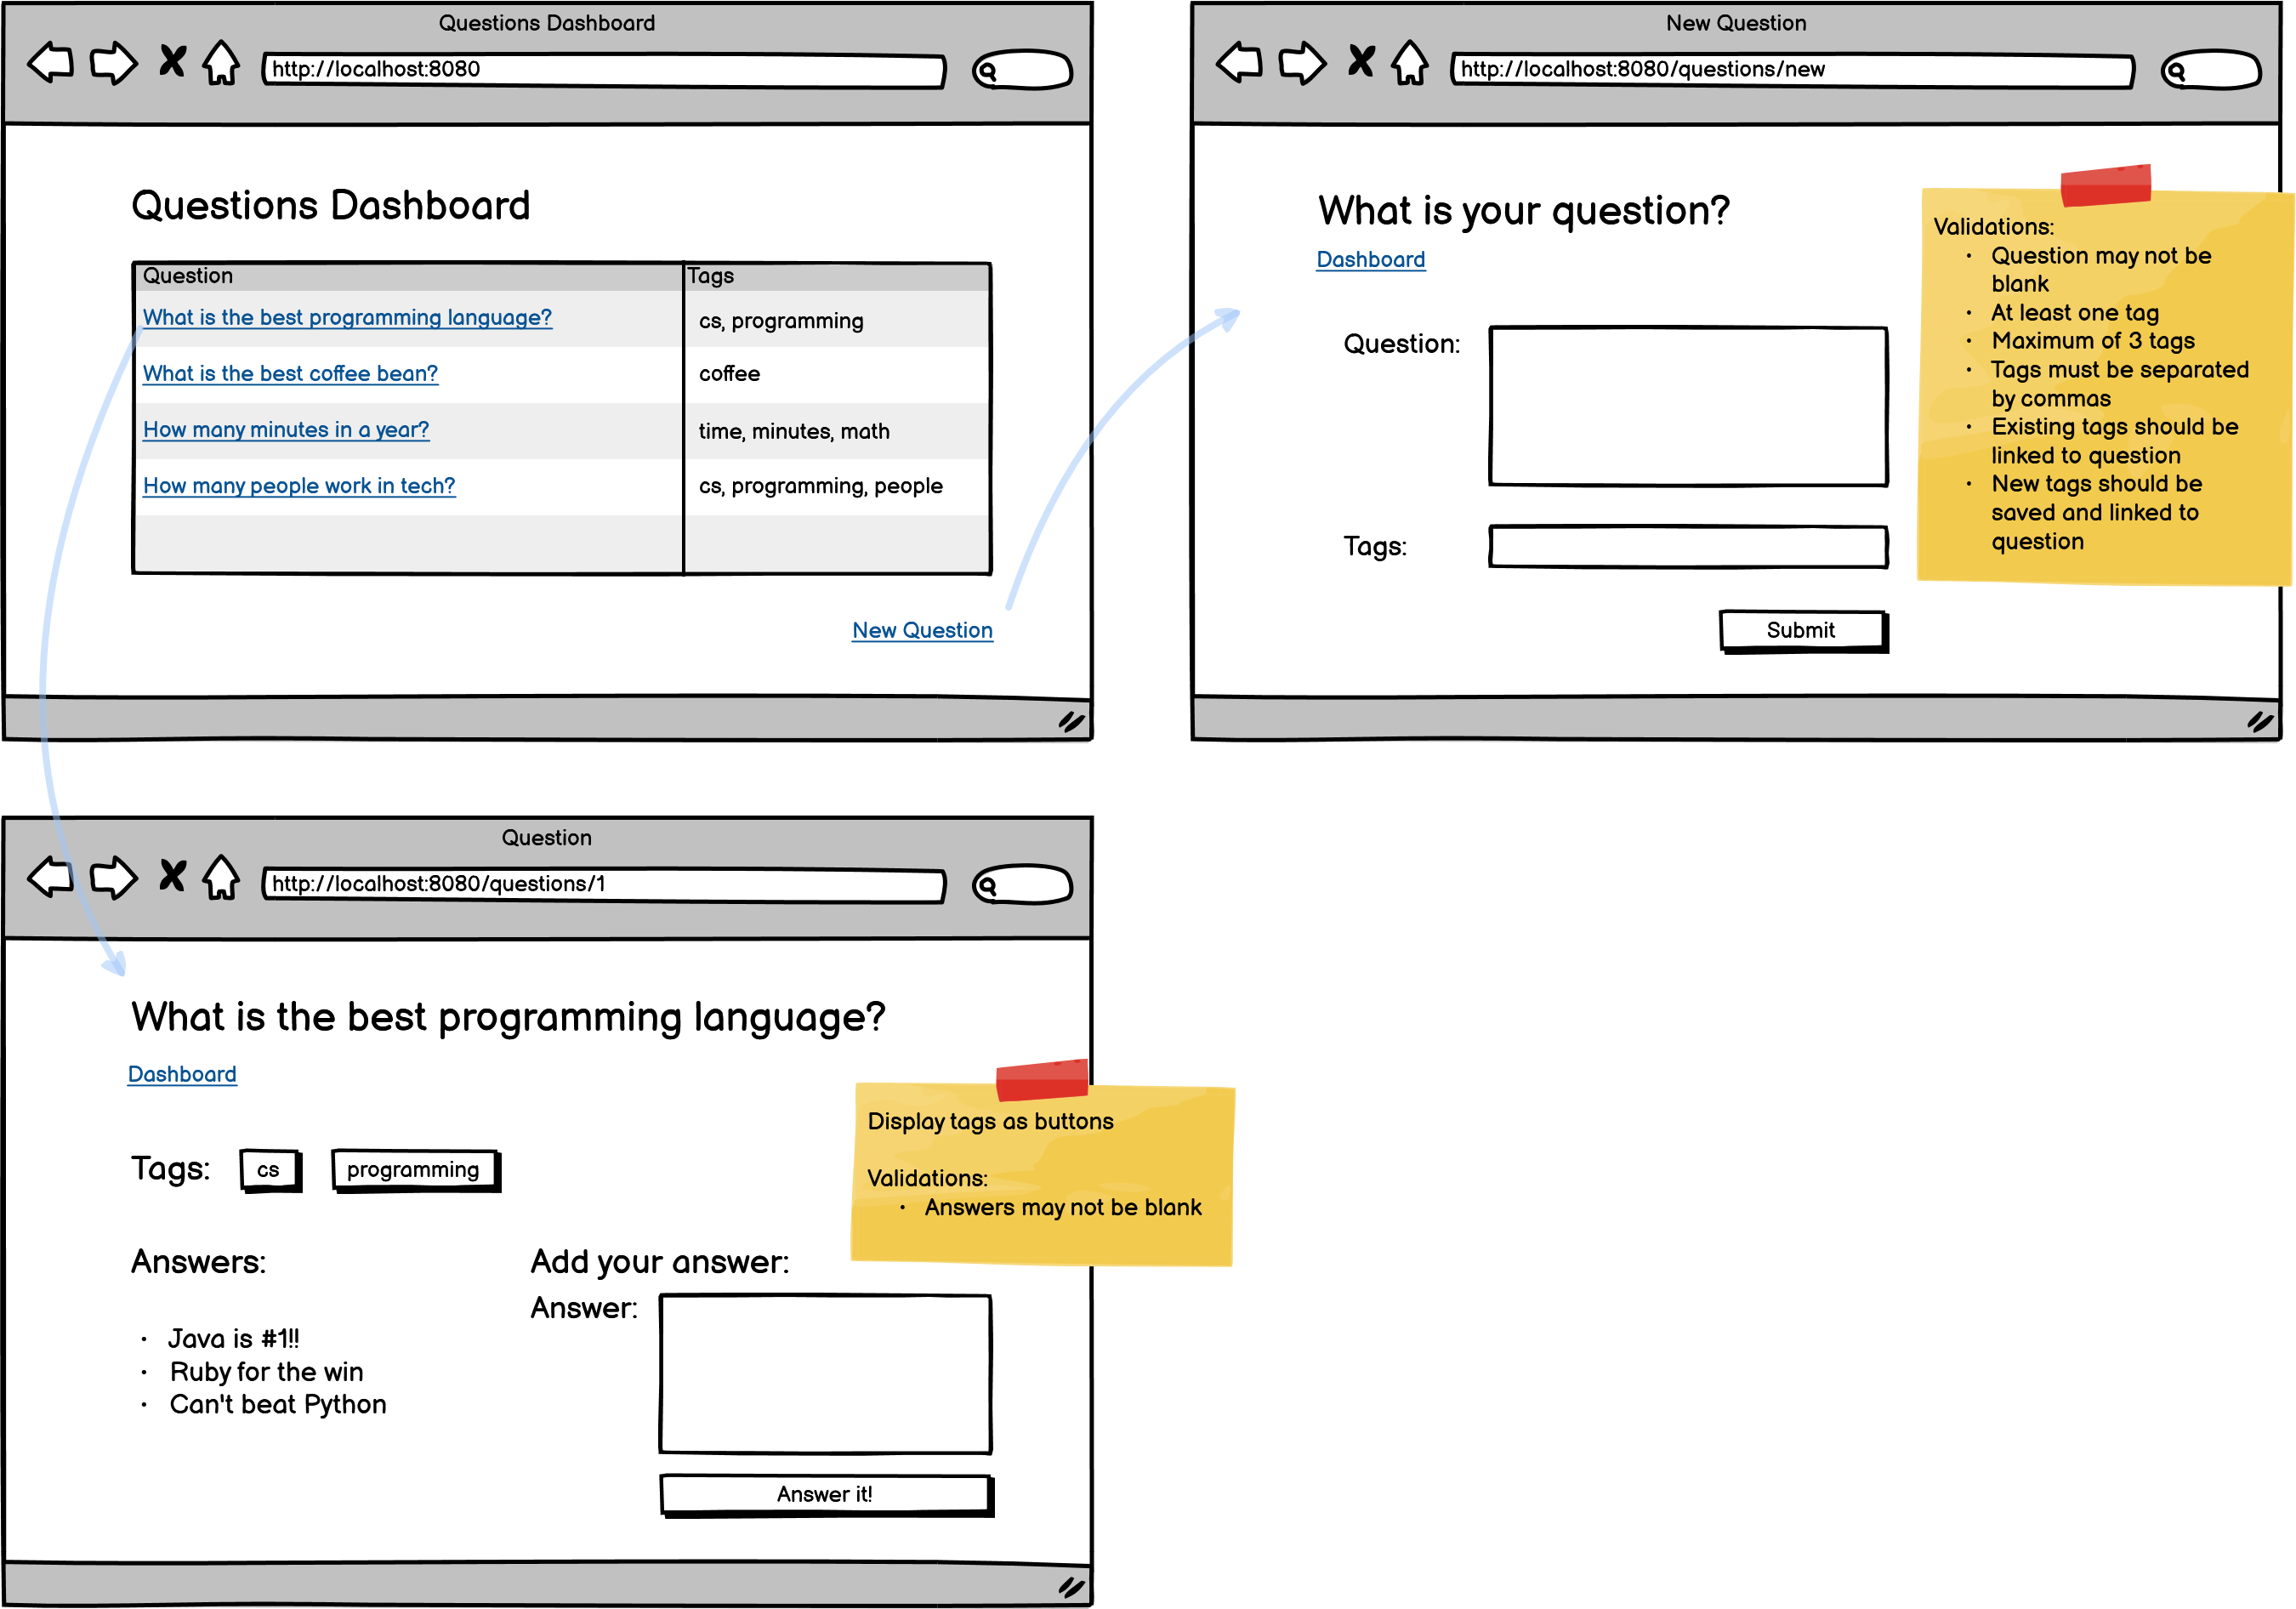 Questions Dashboard
http://localhost:8080
Questions Dashboard
Question Tags
What is the best programming language? cs, programming
What is the best coffee bean? coffee
How many minutes in a year? time, minutes, math
How many people work in tech? cs, programming, people
New Question
New Question
http://localhost:8080/questions/new
What is your question?
Dashboard
Question:
Tags:
Submit
Validations:
• Question may not be
blank
• At least one tag
• Maximum of 3 tags
• Tags must be separated
by commas
• Existing tags should be
linked to question
• New tags should be
saved and linked to
question
Question
http://localhost:8080/questions/1
What is the best programming language?
Dashboard
Tags: cs programming
Answers:
• Java is #1!!
• Ruby for the win
• Can't beat Python
Add your answer:
Answer:
Answer it!
Display tags as buttons
Validations:
• Answers may not be blank